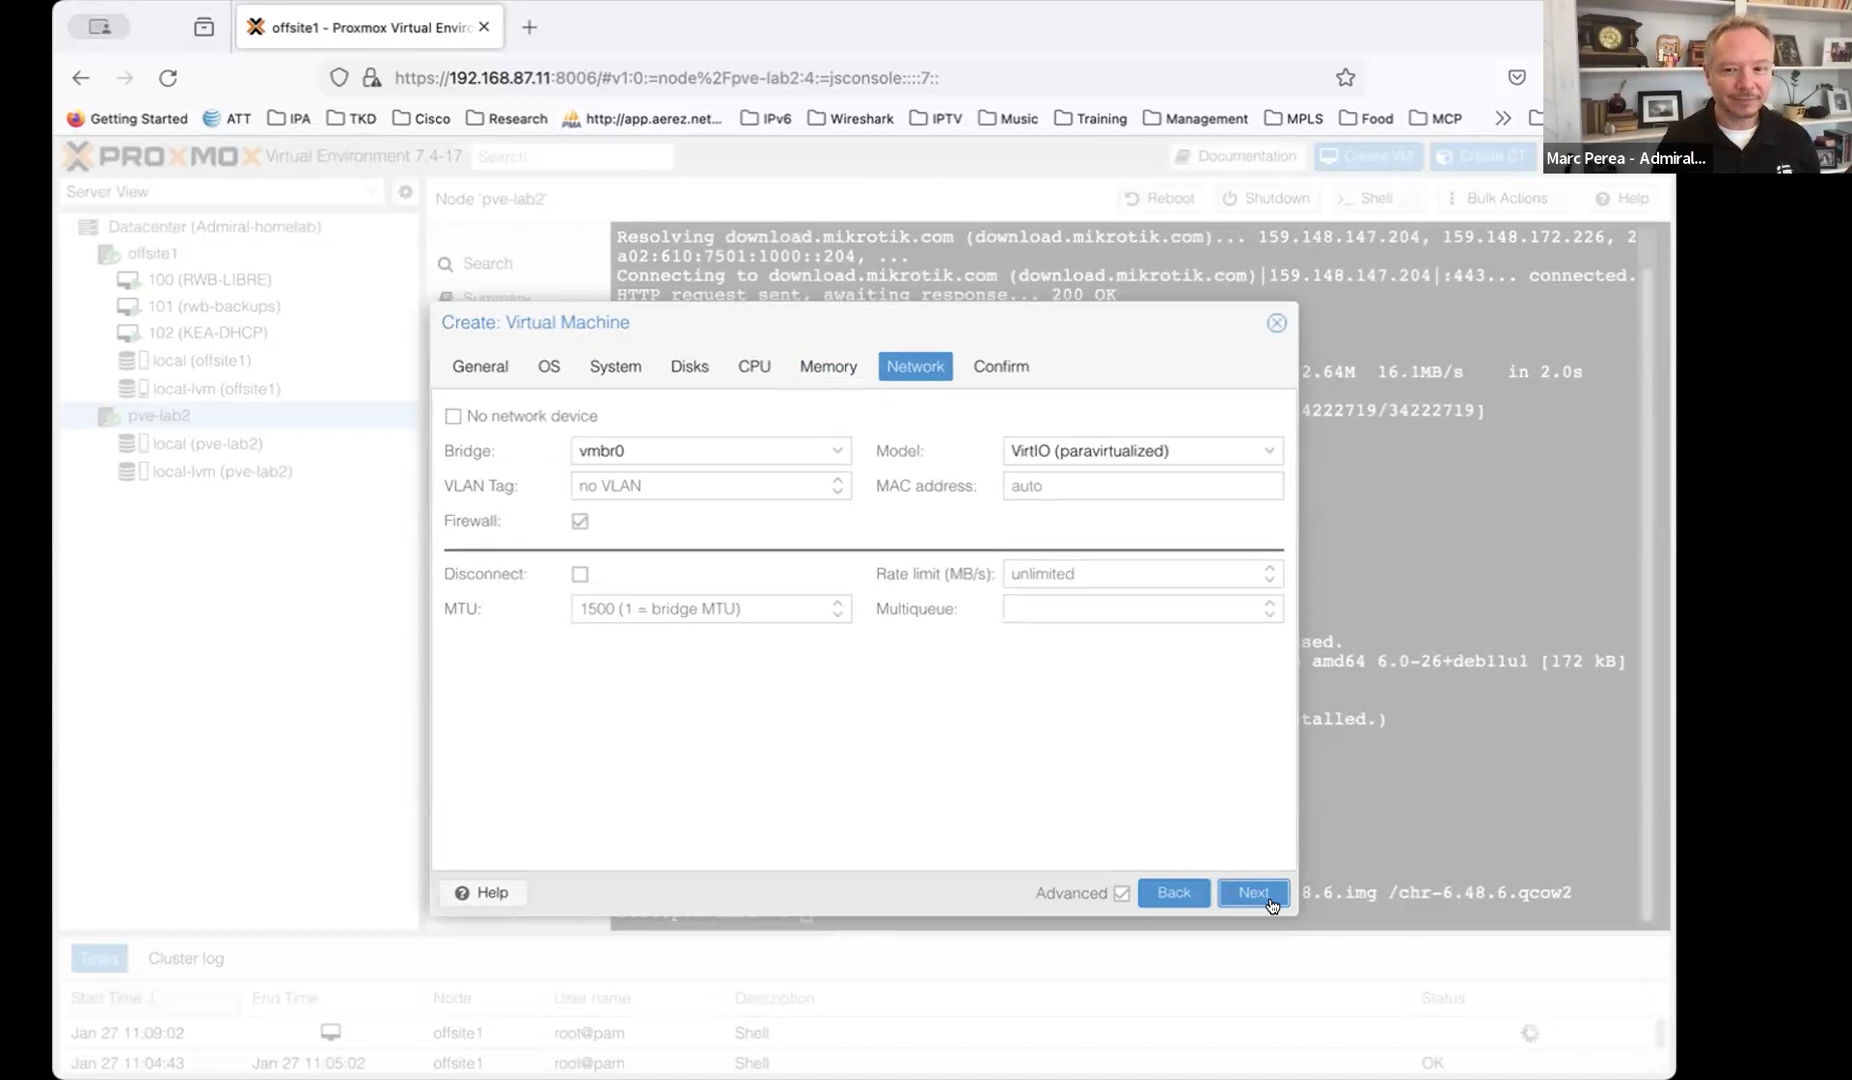 offsite1 - Proxmox Virtual Enviro
https://192.168.87.11:8006/#v1:0:=node%2Fpve-lab2:4:=jsconsole::::7::
Getting Started ATT IPA TKD Cisco Research http://app.aerez.net... IPv6 Wireshark IPTV Music Training Management MPLS Food MCP
Marc Perea - Admiral...
PROXMOX Virtual Environment 7.4-17 Search Documentation Create VM Create CT
Server View
Node 'pve-lab2' Reboot Shutdown Shell Bulk Actions Help
Datacenter (Admiral-homelab)
offsite1
100 (RWB-LIBRE)
101 (rwb-backups)
102 (KEA-DHCP)
local (offsite1)
local-lvm (offsite1)
pve-lab2
local (pve-lab2)
local-lvm (pve-lab2)
Search
Summary
Resolving download.mikrotik.com (download.mikrotik.com)... 159.148.147.204, 159.148.172.226, 2
a02:610:7501:1000::204, ...
Connecting to download.mikrotik.com (download.mikrotik.com)|159.148.147.204|:443... connected.
HTTP request sent, awaiting response... 200 OK
2.64M 16.1MB/s in 2.0s
4222719/34222719]
sed.
amd64 6.0-26+deb11u1 [172 kB]
talled.)
8.6.img /chr-6.48.6.qcow2
Create: Virtual Machine
General OS System Disks CPU Memory Network Confirm
No network device
Bridge: vmbr0 Model: VirtIO (paravirtualized)
VLAN Tag: no VLAN MAC address: auto
Firewall:
Disconnect: Rate limit (MB/s): unlimited
MTU: 1500 (1 = bridge MTU) Multiqueue:
Help Advanced Back Next
Tasks Cluster log
Start Time End Time Node User name Description Status
Jan 27 11:09:02 offsite1 root@pam Shell
Jan 27 11:04:43 Jan 27 11:05:02 offsite1 root@pam Shell OK